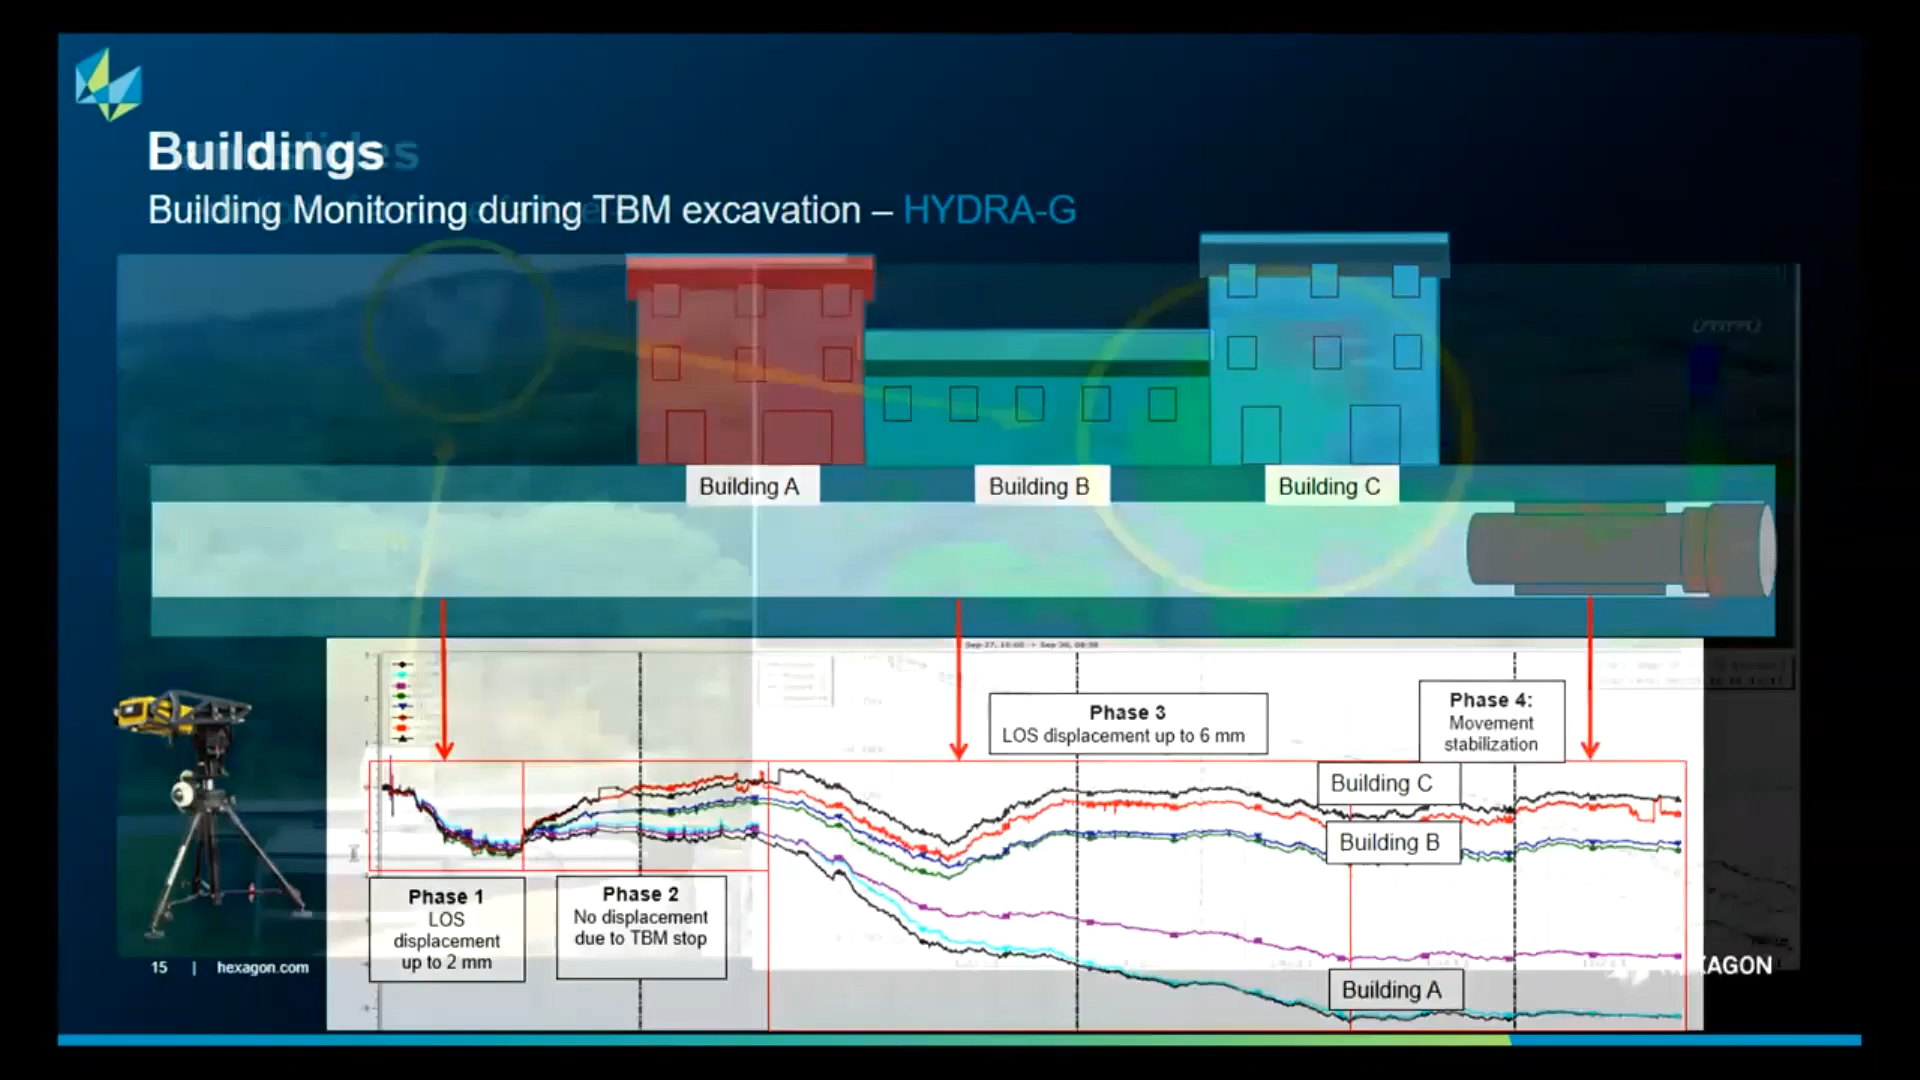 Buildings
Building Monitoring during TBM excavation – HYDRA-G
Building A
Building B
Building C
Phase 3
LOS displacement up to 6 mm
Phase 4:
Movement
stabilization
Building C
Building B
Phase 1
LOS
displacement
up to 2 mm
Phase 2
No displacement
due to TBM stop
Building A
15 | hexagon.com
HEXAGON